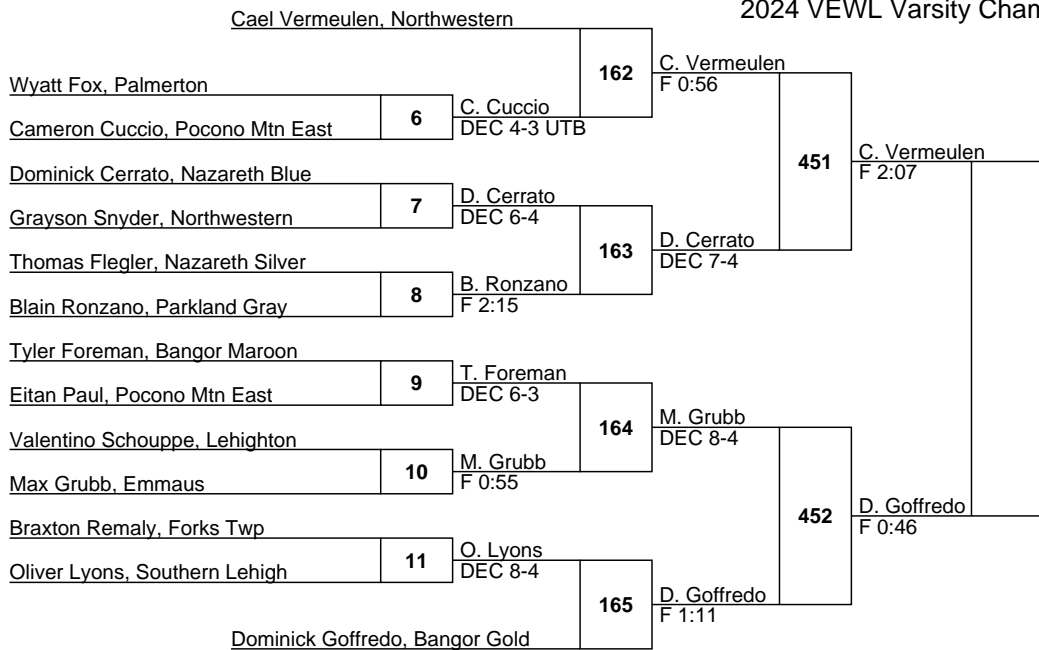 2024 VEWL Varsity Cham
Cael Vermeulen, Northwestern
162
C. Vermeulen
F 0:56
Wyatt Fox, Palmerton
6
C. Cuccio
DEC 4-3 UTB
Cameron Cuccio, Pocono Mtn East
451
C. Vermeulen
F 2:07
Dominick Cerrato, Nazareth Blue
7
D. Cerrato
DEC 6-4
Grayson Snyder, Northwestern
163
D. Cerrato
DEC 7-4
Thomas Flegler, Nazareth Silver
8
B. Ronzano
F 2:15
Blain Ronzano, Parkland Gray
Tyler Foreman, Bangor Maroon
9
T. Foreman
DEC 6-3
Eitan Paul, Pocono Mtn East
164
M. Grubb
DEC 8-4
Valentino Schouppe, Lehighton
10
M. Grubb
F 0:55
Max Grubb, Emmaus
452
D. Goffredo
F 0:46
Braxton Remaly, Forks Twp
11
O. Lyons
DEC 8-4
Oliver Lyons, Southern Lehigh
165
D. Goffredo
F 1:11
Dominick Goffredo, Bangor Gold